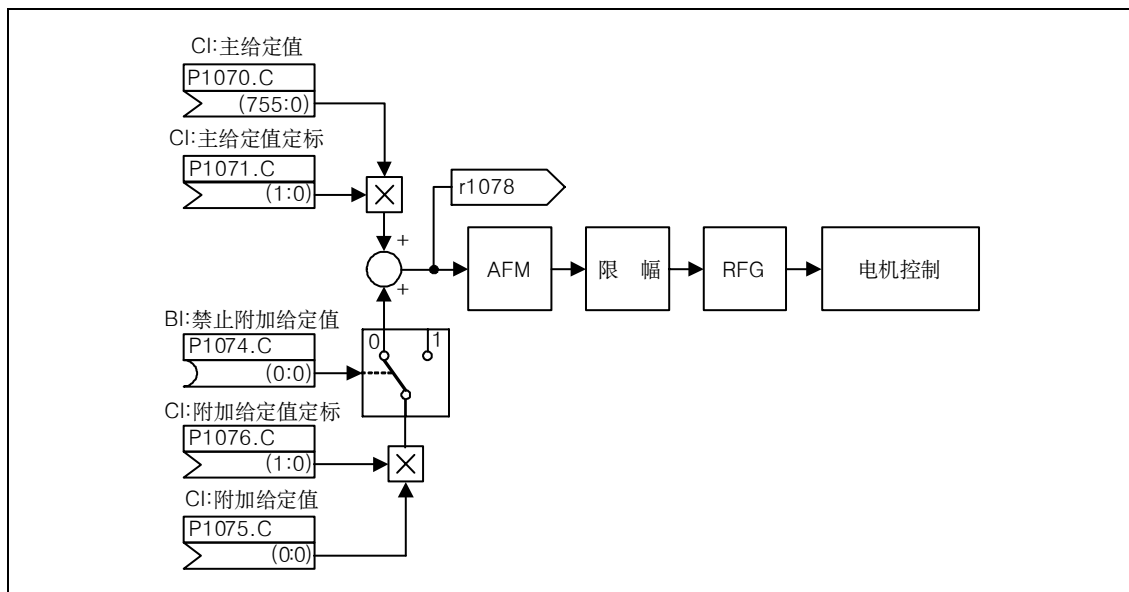 CI:主给定值
P1070.C
(755:0)
CI:主给定值定标
P1071.C
(1:0)
×
r1078
+
+
AFM
限 幅
RFG
电机控制
BI:禁止附加给定值
P1074.C
(0:0)
0
1
CI:附加给定值定标
P1076.C
(1:0)
×
CI:附加给定值
P1075.C
(0:0)